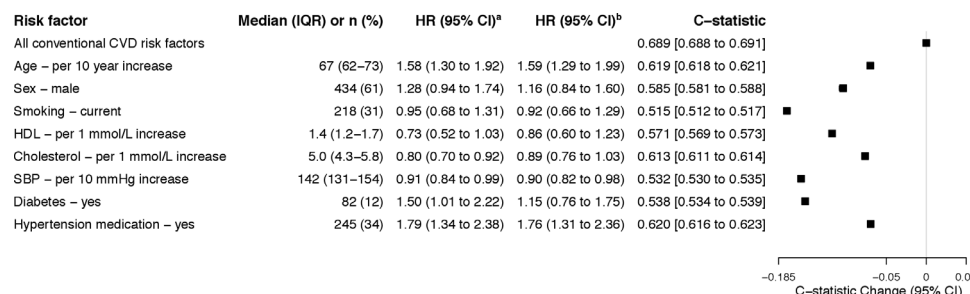 Risk factor Median (IQR) or n (%) HR (95% CI)a HR (95% CI)b C−statistic
All conventional CVD risk factors 0.689 [0.688 to 0.691]
Age − per 10 year increase 67 (62−73) 1.58 (1.30 to 1.92) 1.59 (1.29 to 1.99) 0.619 [0.618 to 0.621]
Sex − male 434 (61) 1.28 (0.94 to 1.74) 1.16 (0.84 to 1.60) 0.585 [0.581 to 0.588]
Smoking − current 218 (31) 0.95 (0.68 to 1.31) 0.92 (0.66 to 1.29) 0.515 [0.512 to 0.517]
HDL − per 1 mmol/L increase 1.4 (1.2−1.7) 0.73 (0.52 to 1.03) 0.86 (0.60 to 1.23) 0.571 [0.569 to 0.573]
Cholesterol − per 1 mmol/L increase 5.0 (4.3−5.8) 0.80 (0.70 to 0.92) 0.89 (0.76 to 1.03) 0.613 [0.611 to 0.614]
SBP − per 10 mmHg increase 142 (131−154) 0.91 (0.84 to 0.99) 0.90 (0.82 to 0.98) 0.532 [0.530 to 0.535]
Diabetes − yes 82 (12) 1.50 (1.01 to 2.22) 1.15 (0.76 to 1.75) 0.538 [0.534 to 0.539]
Hypertension medication − yes 245 (34) 1.79 (1.34 to 2.38) 1.76 (1.31 to 2.36) 0.620 [0.616 to 0.623]
−0.185 −0.05 0 0.0
C−statistic Change (95% CI)